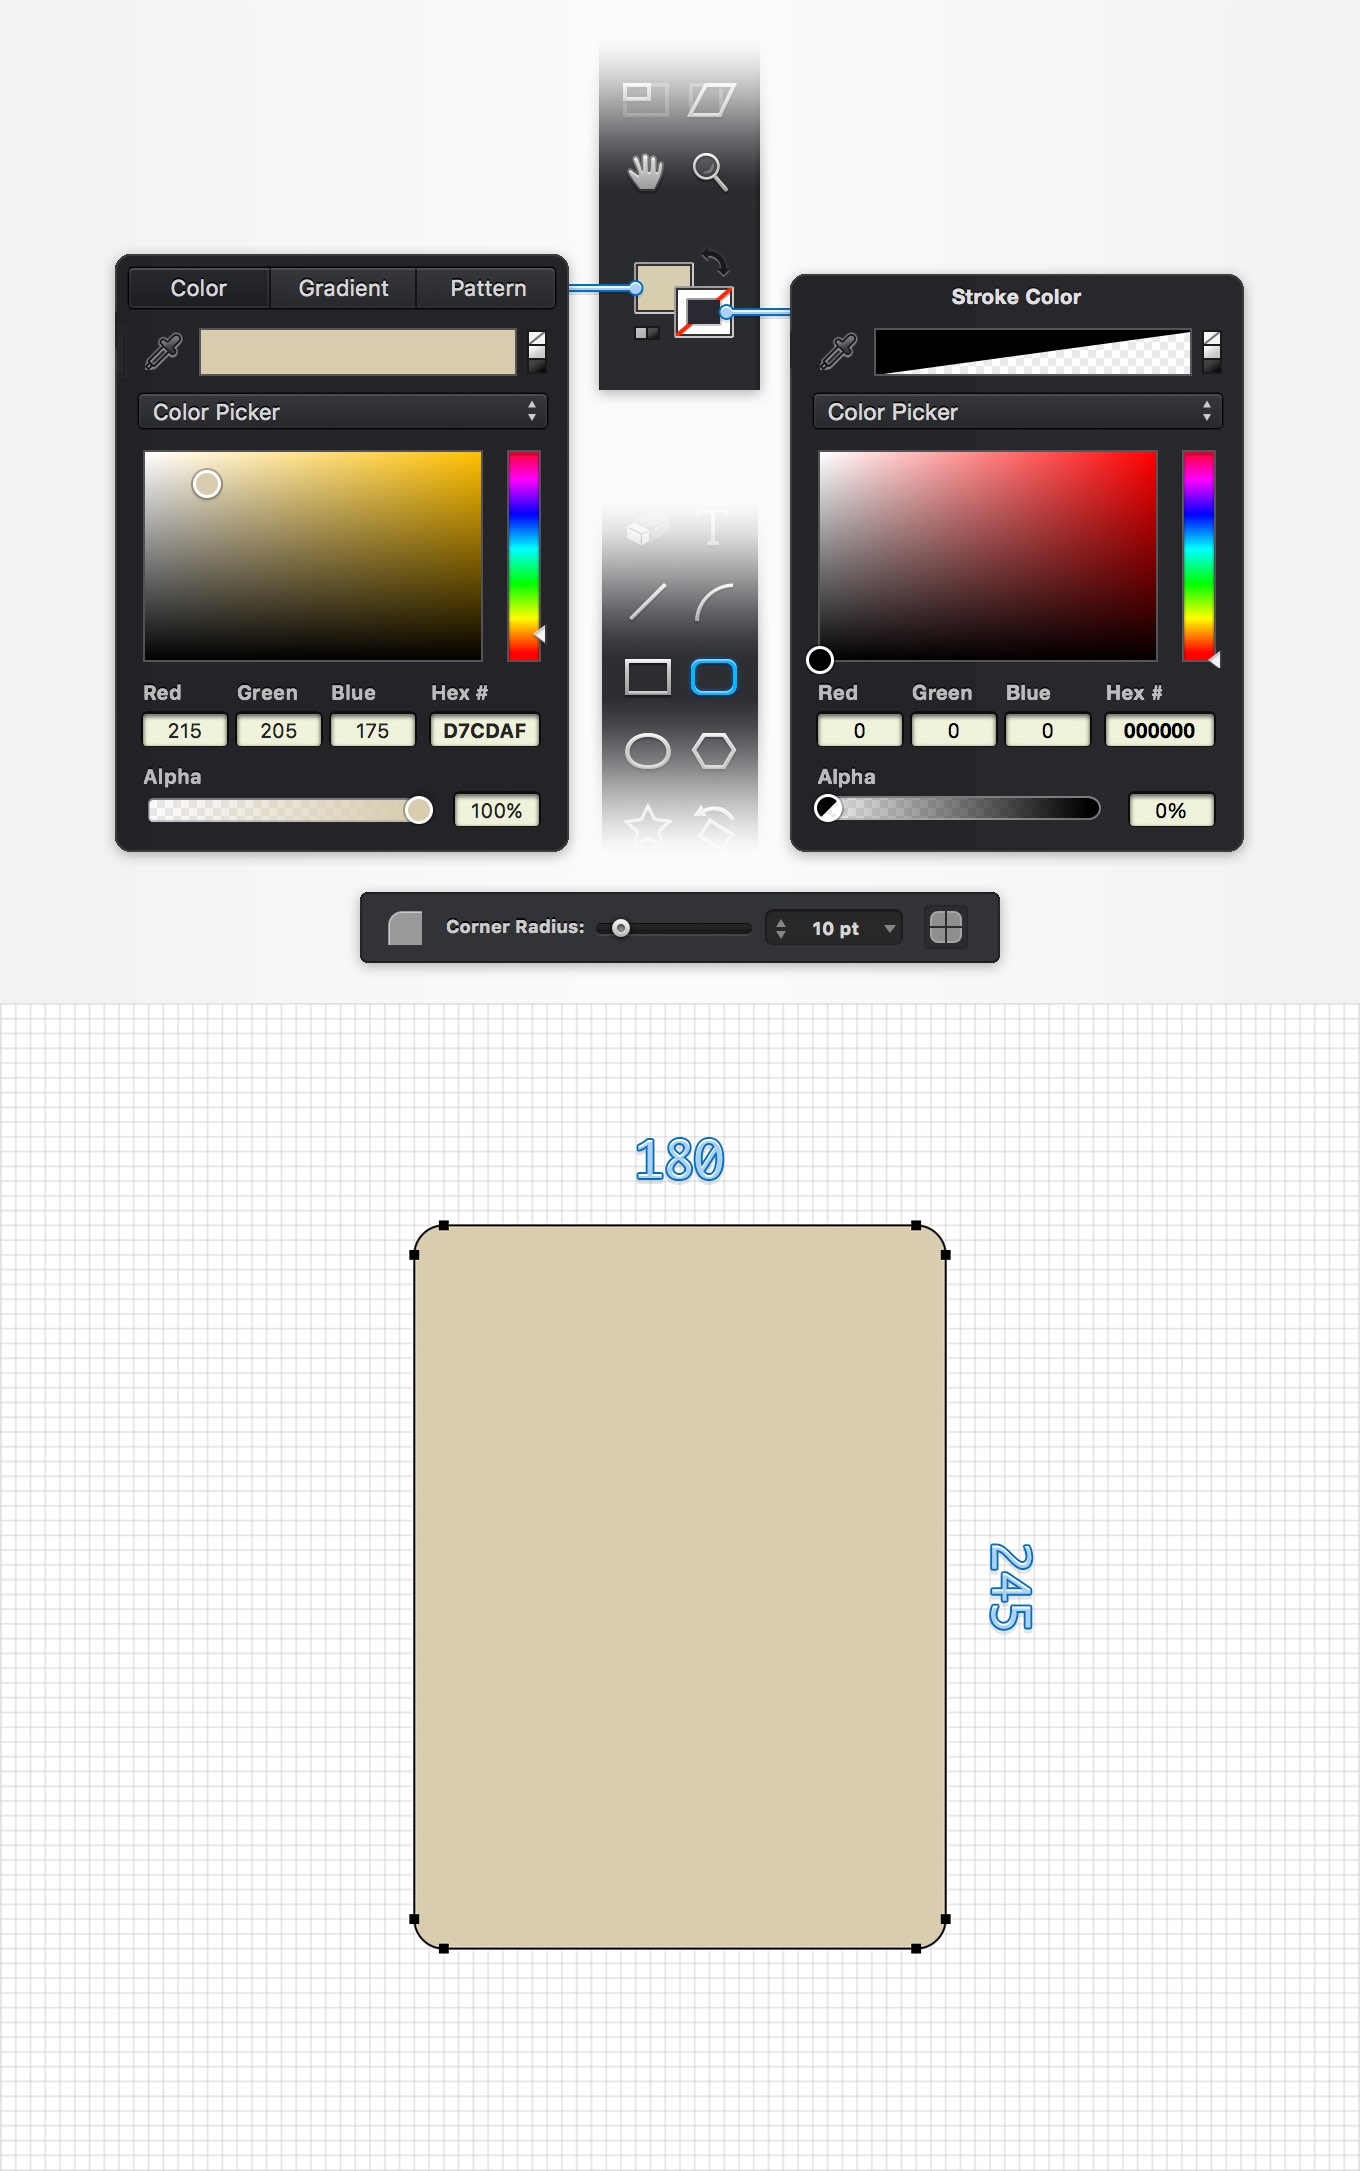 Color Gradient Pattern
Stroke Color
Color Picker
Color Picker
T
Red Green Blue Hex #
215 205 175 D7CDAF
Alpha
100%
Red Green Blue Hex #
0 0 0 000000
Alpha
0%
Corner Radius: 10 pt
180
245